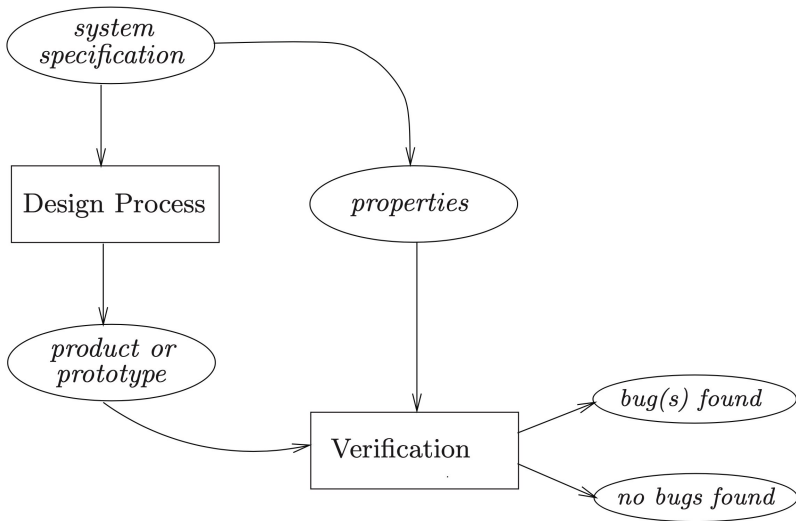 system
specification
Design Process
properties
product or
prototype
Verification
bug(s) found
no bugs found